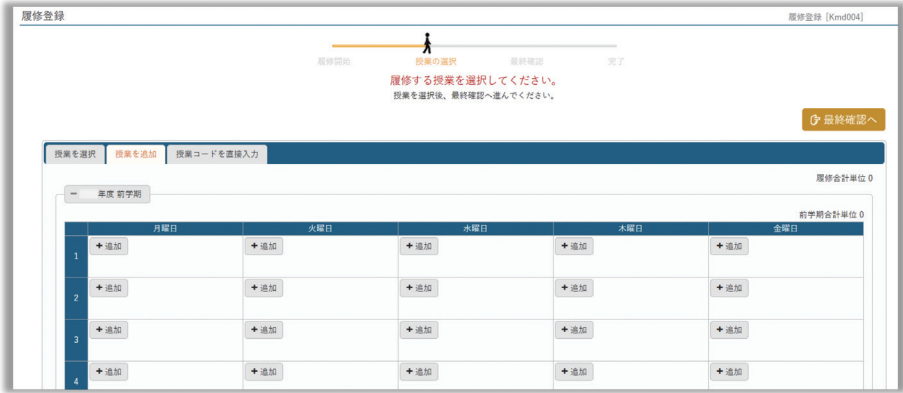 履修登録
履修登録 [Kmd004]
履修開始 授業の選択 最終確認 完了
履修する授業を選択してください。
授業を選択後、最終確認へ進んでください。
最終確認へ
授業を選択 授業を追加 授業コードを直接入力
履修合計単位 0
年度 前学期
前学期合計単位 0
月曜日 火曜日 水曜日 木曜日 金曜日
1 +追加 +追加 +追加 +追加 +追加
2 +追加 +追加 +追加 +追加 +追加
3 +追加 +追加 +追加 +追加 +追加
4 +追加 +追加 +追加 +追加 +追加